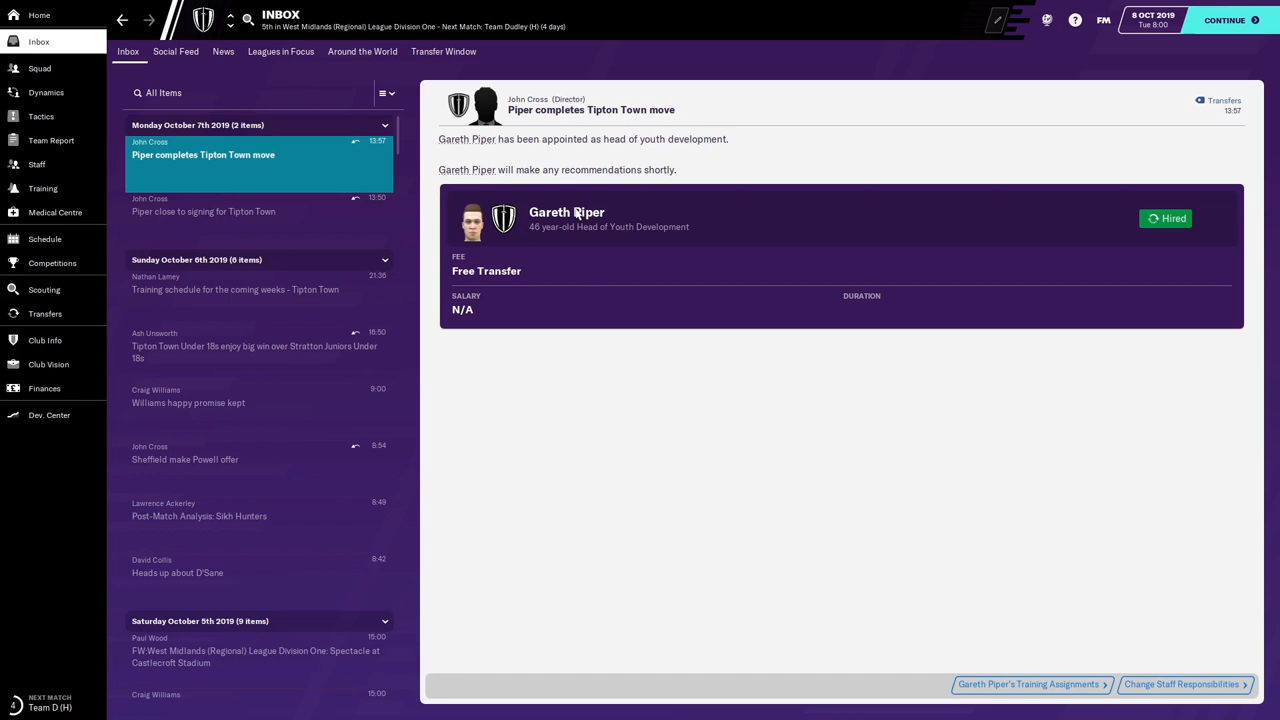 Home
Inbox
Squad
Dynamics
Tactics
Team Report
Staff
Training
Medical Centre
Schedule
Competitions
Scouting
Transfers
Club Info
Club Vision
Finances
Dev. Center
4
NEXT MATCH
Team D (H)
INBOX
5th in West Midlands (Regional) League Division One - Next Match: Team Dudley (H) (4 days)
?
FM
8 OCT 2019
Tue 8:00
CONTINUE
Inbox Social Feed News Leagues in Focus Around the World Transfer Window
All Items
Monday October 7th 2019 (2 items)
John Cross 13:57
Piper completes Tipton Town move
John Cross 13:50
Piper close to signing for Tipton Town
Sunday October 6th 2019 (6 items)
Nathan Lamey 21:36
Training schedule for the coming weeks - Tipton Town
Ash Unsworth 16:50
Tipton Town Under 18s enjoy big win over Stratton Juniors Under
18s
Craig Williams 9:00
Williams happy promise kept
John Cross 8:54
Sheffield make Powell offer
Lawrence Ackerley 8:49
Post-Match Analysis: Sikh Hunters
David Collis 8:42
Heads up about D'Sane
Saturday October 5th 2019 (9 items)
Paul Wood 15:00
FW:West Midlands (Regional) League Division One: Spectacle at
Castlecroft Stadium
Craig Williams 15:00
John Cross (Director)
Piper completes Tipton Town move
Transfers
13:57
Gareth Piper has been appointed as head of youth development.
Gareth Piper will make any recommendations shortly.
Gareth Piper
46 year-old Head of Youth Development
Hired
FEE
Free Transfer
SALARY DURATION
N/A
Gareth Piper's Training Assignments
Change Staff Responsibilities